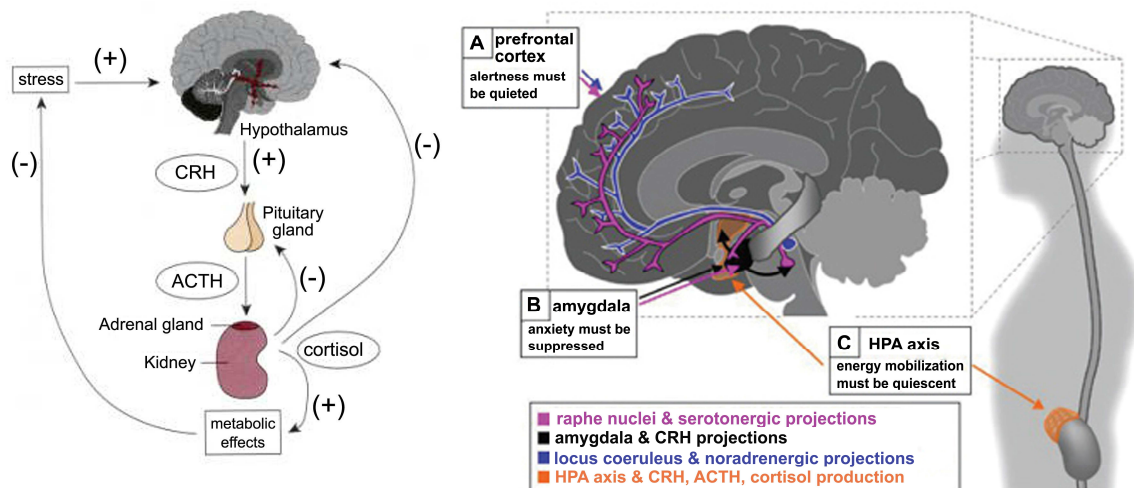 stress
(+)
Hypothalamus
(-)
(-)
CRH
(+)
Pituitary
gland
ACTH
(-)
Adrenal gland
Kidney
cortisol
(+)
metabolic
effects
A prefrontal
cortex
alertness must
be quieted
B amygdala
anxiety must be
suppressed
C HPA axis
energy mobilization
must be quiescent
raphe nuclei & serotonergic projections
amygdala & CRH projections
locus coeruleus & noradrenergic projections
HPA axis & CRH, ACTH, cortisol production